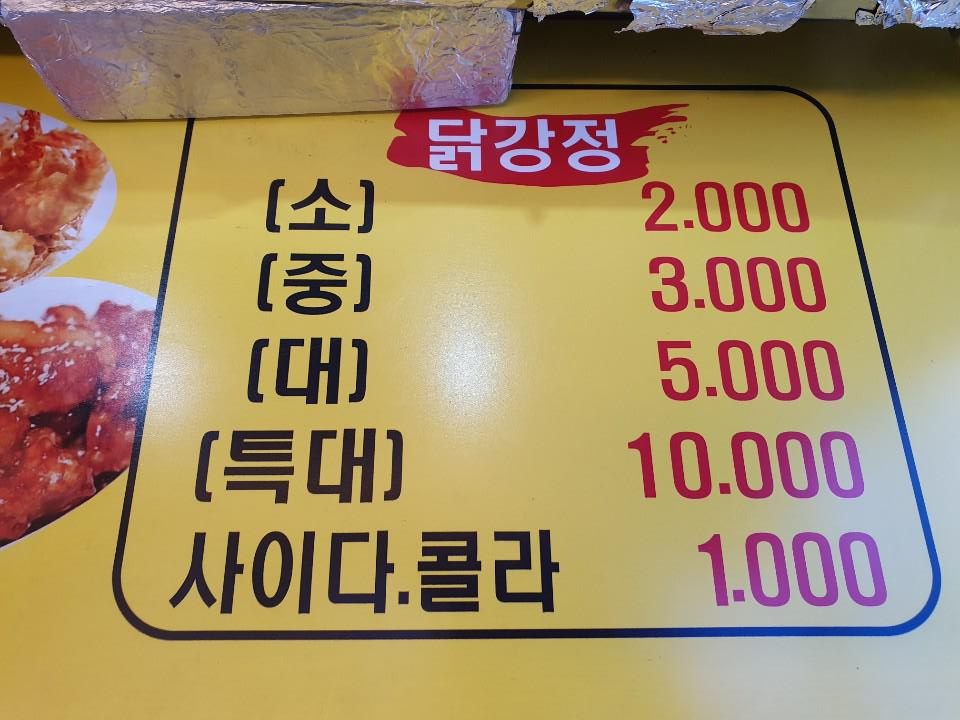 닭강정
(소) 2.000
(중) 3.000
(대) 5.000
(특대) 10.000
사이다.콜라 1.000